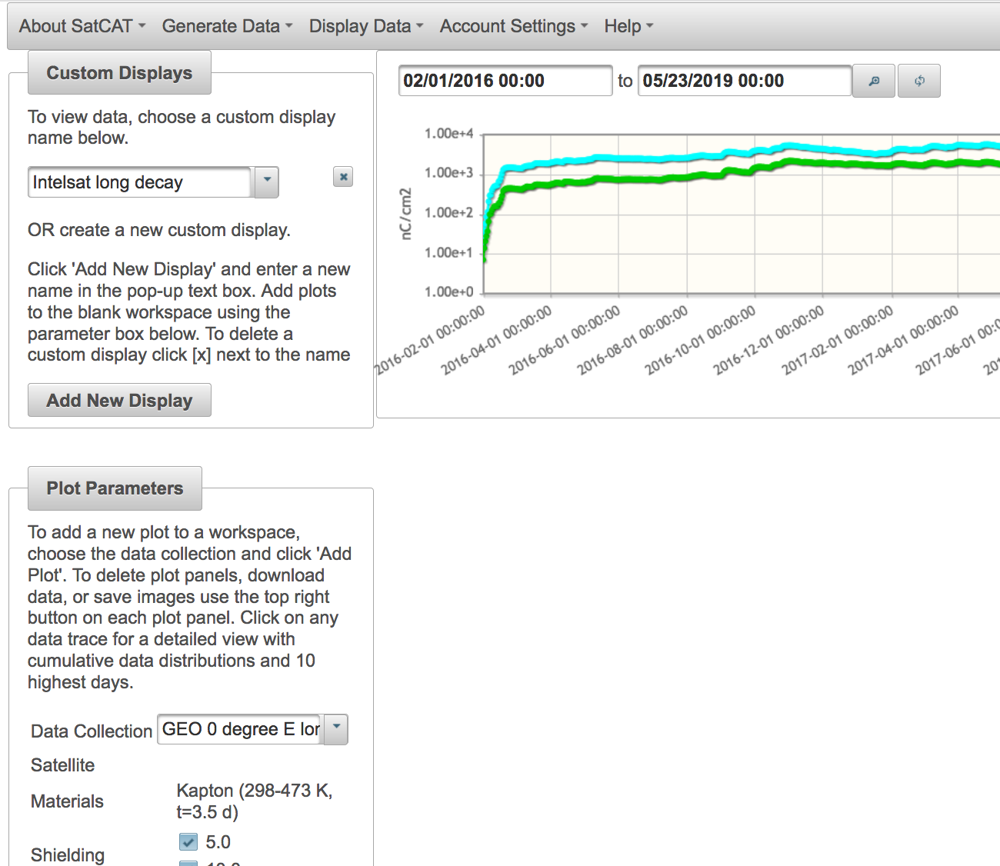 About SatCAT Generate Data Display Data Account Settings Help
Custom Displays
To view data, choose a custom display
name below.
Intelsat long decay
OR create a new custom display.
Click 'Add New Display' and enter a new
name in the pop-up text box. Add plots
to the blank workspace using the
parameter box below. To delete a
custom display click [x] next to the name
Add New Display
02/01/2016 00:00 to 05/23/2019 00:00
nC/cm2
1.00e+4
1.00e+3
1.00e+2
1.00e+1
1.00e+0
2016-02-01 00:00:00
2016-04-01 00:00:00
2016-06-01 00:00:00
2016-08-01 00:00:00
2016-10-01 00:00:00
2016-12-01 00:00:00
2017-02-01 00:00:00
2017-04-01 00:00:00
2017-06-01 00:0
Plot Parameters
To add a new plot to a workspace,
choose the data collection and click 'Add
Plot'. To delete plot panels, download
data, or save images use the top right
button on each plot panel. Click on any
data trace for a detailed view with
cumulative data distributions and 10
highest days.
Data Collection GEO 0 degree E lor
Satellite
Materials Kapton (298-473 K,
t=3.5 d)
Shielding 5.0